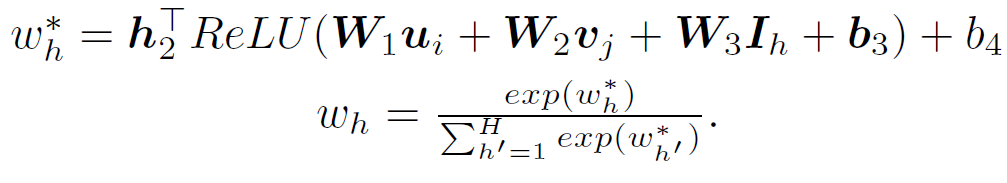 $w_h^* = \boldsymbol{h}_2^\top ReLU(\boldsymbol{W}_1\boldsymbol{u}_i + \boldsymbol{W}_2\boldsymbol{v}_j + \boldsymbol{W}_3\boldsymbol{I}_h + \boldsymbol{b}_3) + b_4$
$w_h = \frac{exp(w_h^*)}{\sum_{h'=1}^{H} exp(w_{h'}^*)}.$